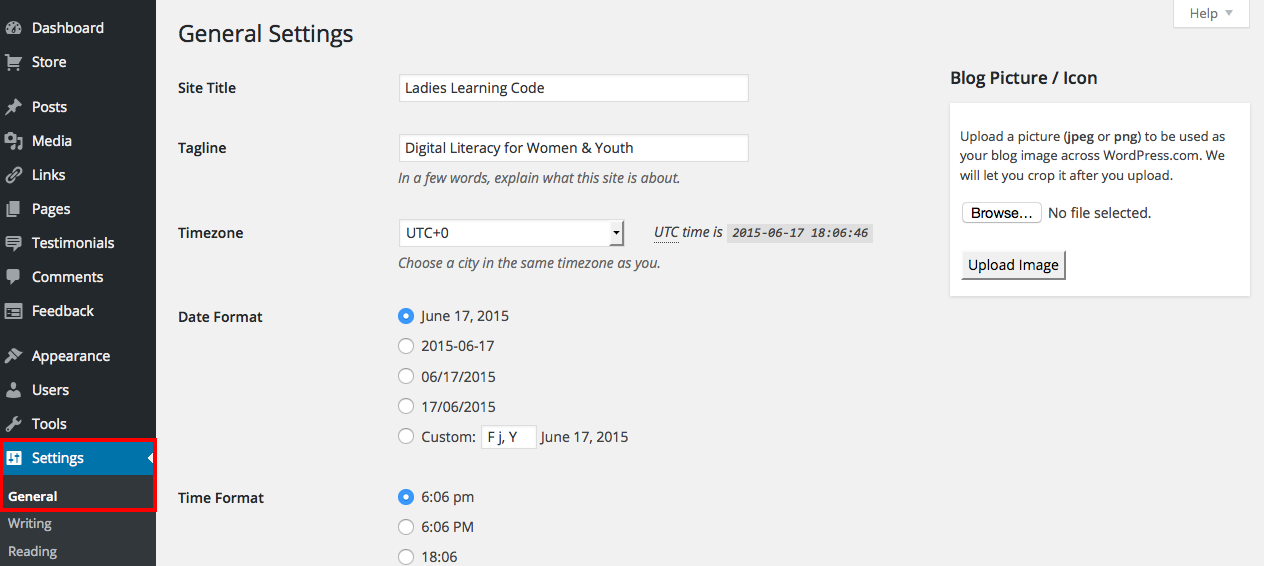 Dashboard
Store
Posts
Media
Links
Pages
Testimonials
Comments
Feedback
Appearance
Users
Tools
Settings
General
Writing
Reading
Help
General Settings
Site Title
Ladies Learning Code
Tagline
Digital Literacy for Women & Youth
In a few words, explain what this site is about.
Timezone
UTC+0
UTC time is 2015-06-17 18:06:46
Choose a city in the same timezone as you.
Date Format
June 17, 2015
2015-06-17
06/17/2015
17/06/2015
Custom: F j, Y June 17, 2015
Time Format
6:06 pm
6:06 PM
18:06
Blog Picture / Icon
Upload a picture (jpeg or png) to be used as
your blog image across WordPress.com. We
will let you crop it after you upload.
Browse... No file selected.
Upload Image